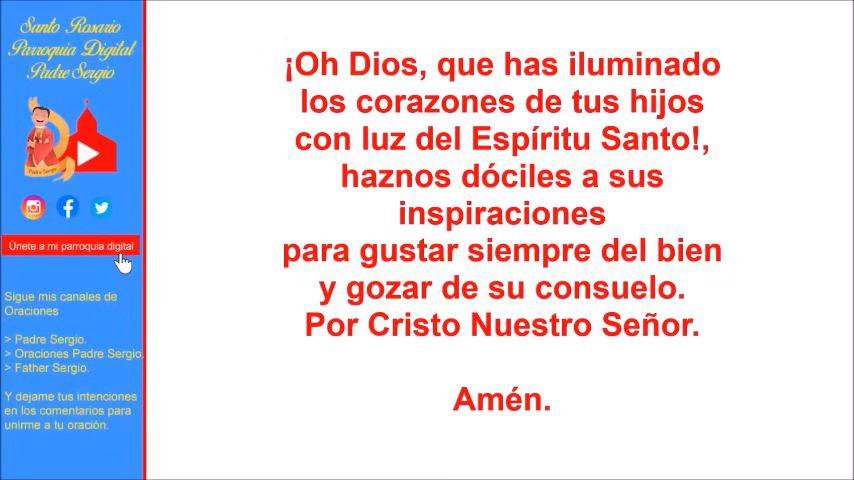 Santo Rosario
Parroquia Digital
Padre Sergio
Padre Sergio
Únete a mi parroquia digital
Sigue mis canales de
Oraciones
> Padre Sergio.
> Oraciones Padre Sergio.
> Father Sergio.
Y dejame tus intenciones
en los comentarios para
unirme a tu oración.
¡Oh Dios, que has iluminado
los corazones de tus hijos
con luz del Espíritu Santo!,
haznos dóciles a sus
inspiraciones
para gustar siempre del bien
y gozar de su consuelo.
Por Cristo Nuestro Señor.
Amén.